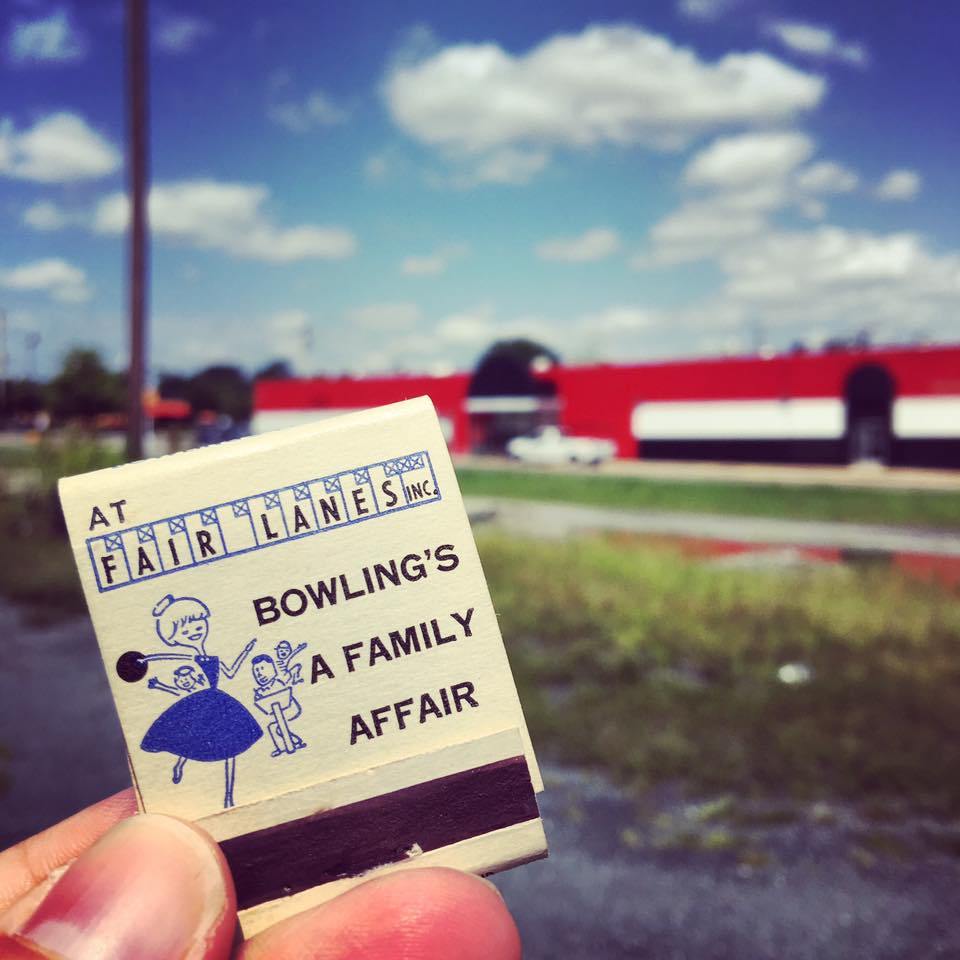 AT
FAIR LANES INC.
BOWLING'S
A FAMILY
AFFAIR